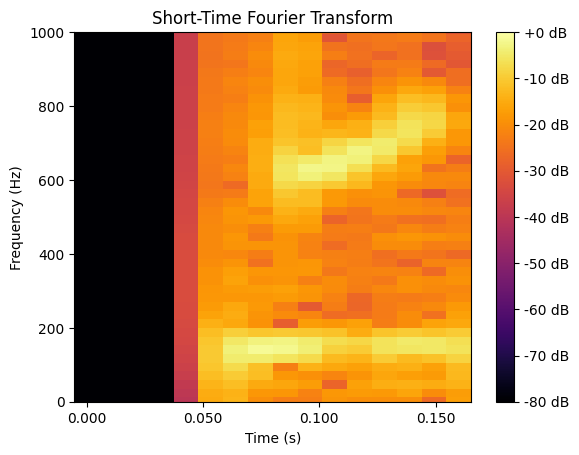 Short-Time Fourier Transform
1000
800
600
400
200
0
Frequency (Hz)
0.000
0.050
0.100
0.150
Time (s)
+0 dB
-10 dB
-20 dB
-30 dB
-40 dB
-50 dB
-60 dB
-70 dB
-80 dB